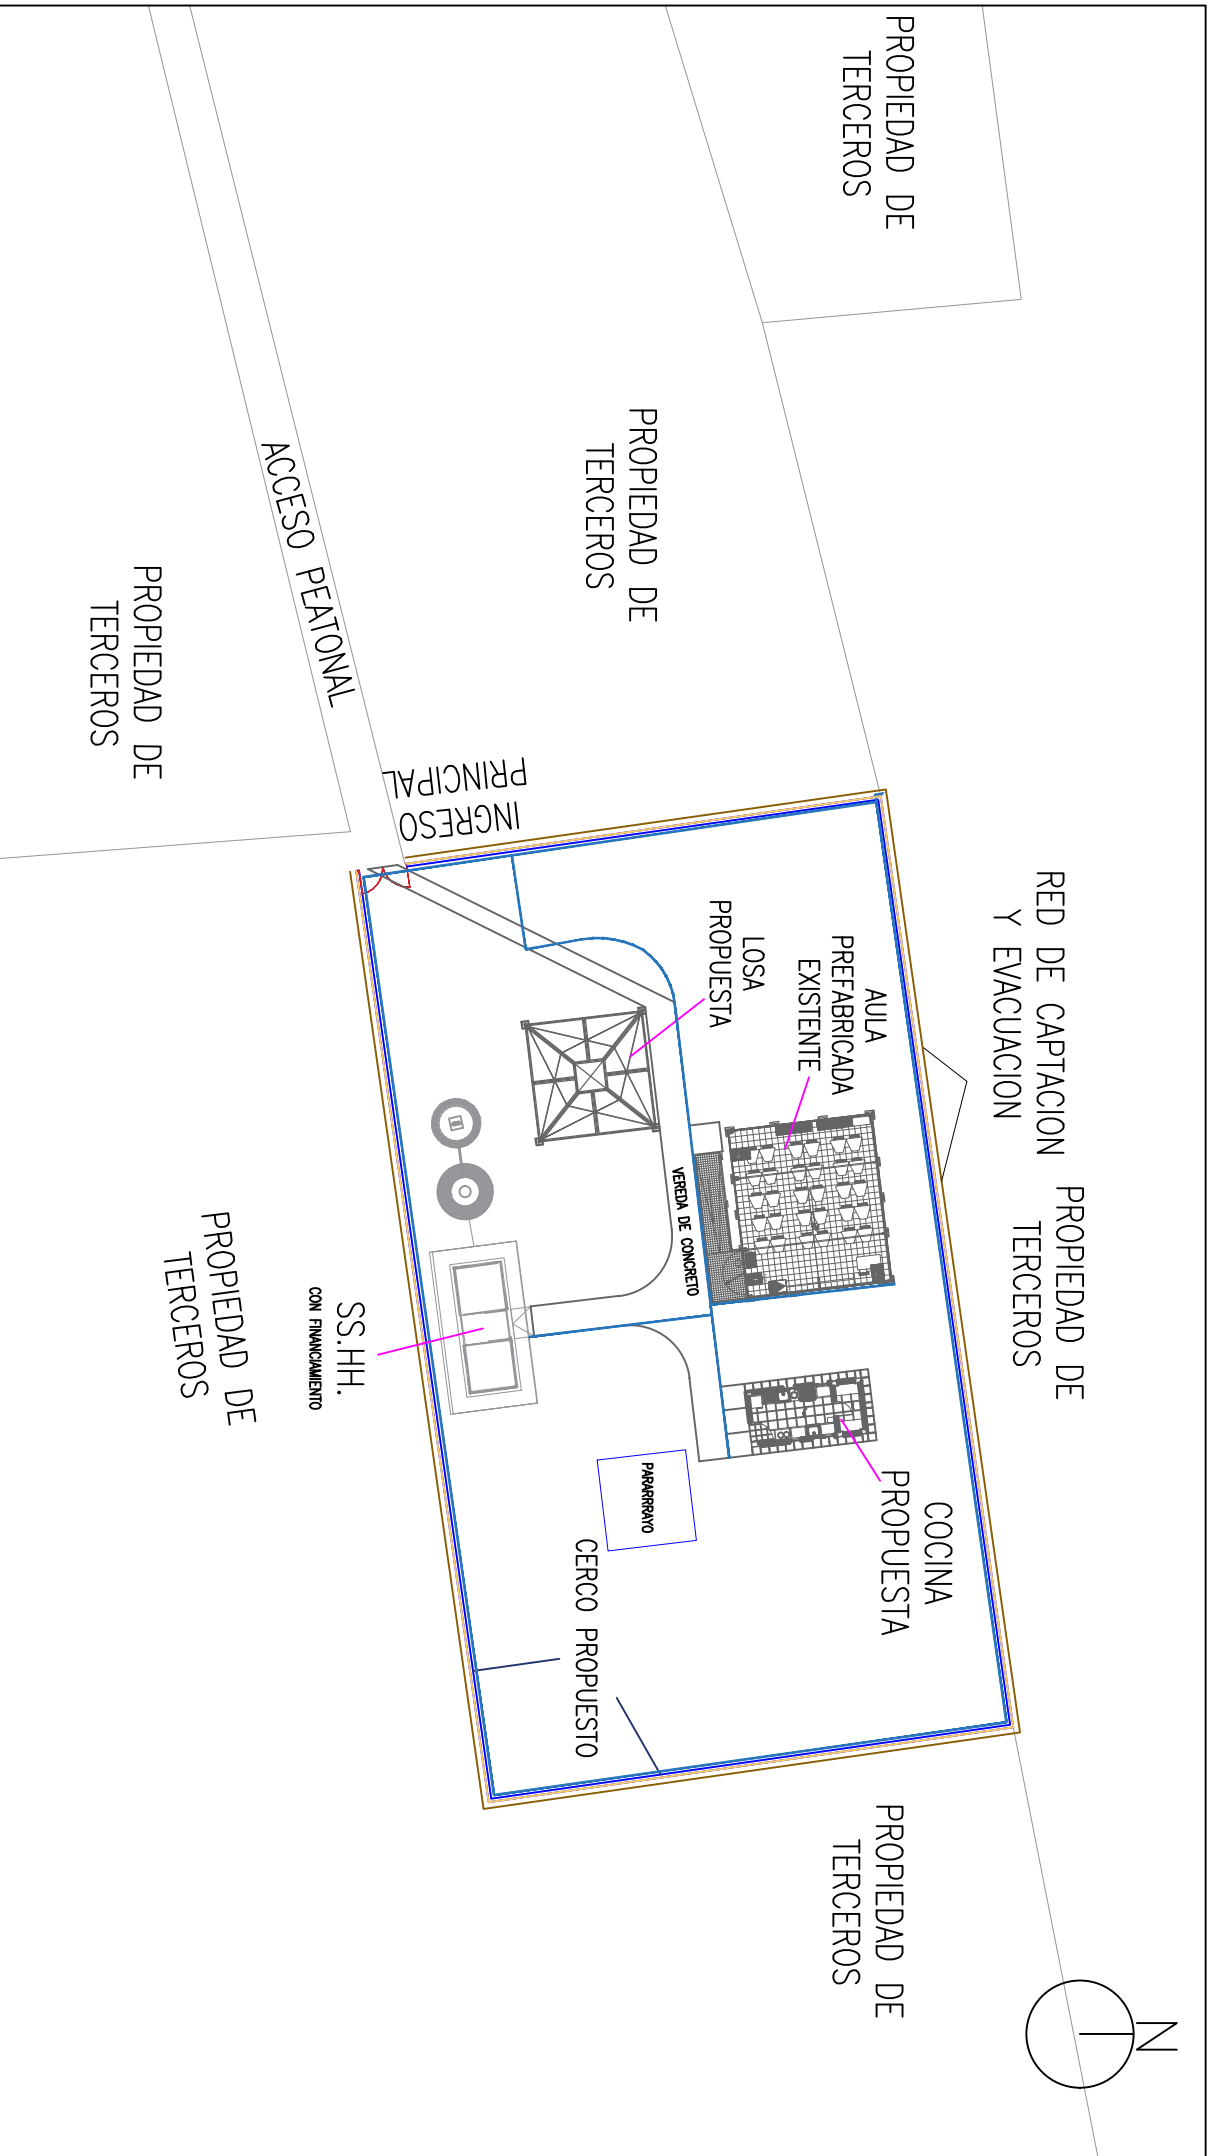 PROPIEDAD DE
TERCEROS
PROPIEDAD DE
TERCEROS
ACCESO PEATONAL
PROPIEDAD DE
TERCEROS
INGRESO
PRINCIPAL
RED DE CAPTACION
Y EVACUACION
PROPIEDAD DE
TERCEROS
AULA
PREFABRICADA
EXISTENTE
LOSA
PROPUESTA
VEREDA DE CONCRETO
COCINA
PROPUESTA
PARARRRAYO
CERCO PROPUESTO
SS.HH.
CON FINANCIAMIENTO
PROPIEDAD DE
TERCEROS
PROPIEDAD DE
TERCEROS
N